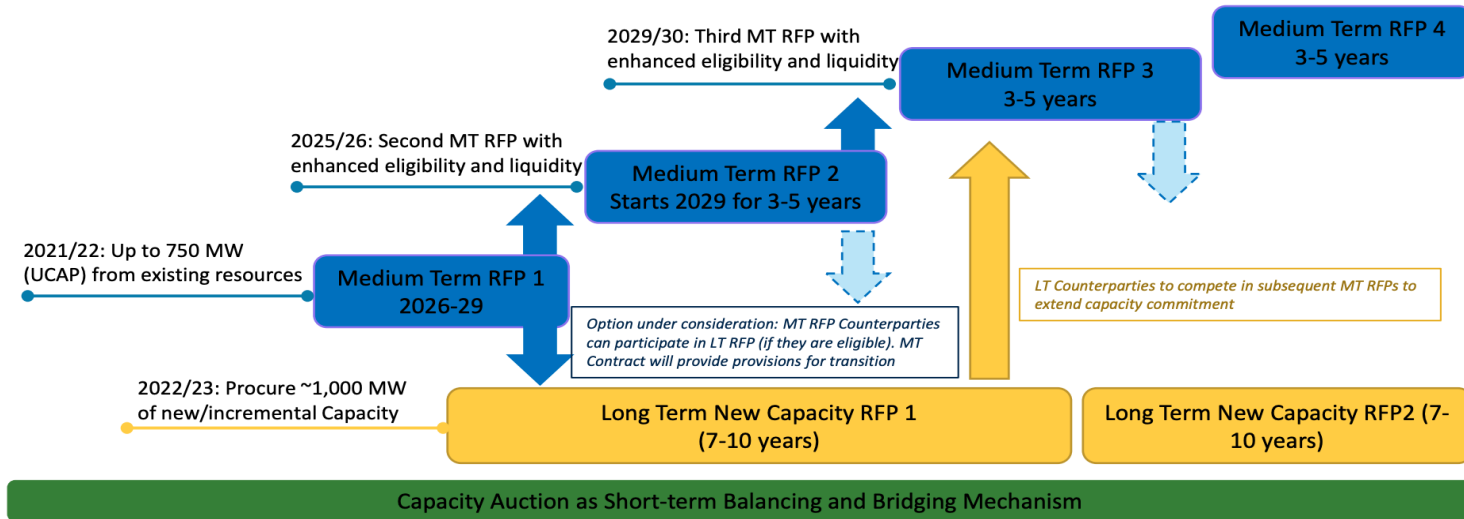 Medium Term RFP 4
3-5 years
2029/30: Third MT RFP with
enhanced eligibility and liquidity
Medium Term RFP 3
3-5 years
2025/26: Second MT RFP with
enhanced eligibility and liquidity
Medium Term RFP 2
Starts 2029 for 3-5 years
2021/22: Up to 750 MW
(UCAP) from existing resources
Medium Term RFP 1
2026-29
LT Counterparties to compete in subsequent MT RFPs to
extend capacity commitment
Option under consideration: MT RFP Counterparties
can participate in LT RFP (if they are eligible). MT
Contract will provide provisions for transition
2022/23: Procure ~1,000 MW
of new/incremental Capacity
Long Term New Capacity RFP 1
(7-10 years)
Long Term New Capacity RFP2 (7-
10 years)
Capacity Auction as Short-term Balancing and Bridging Mechanism